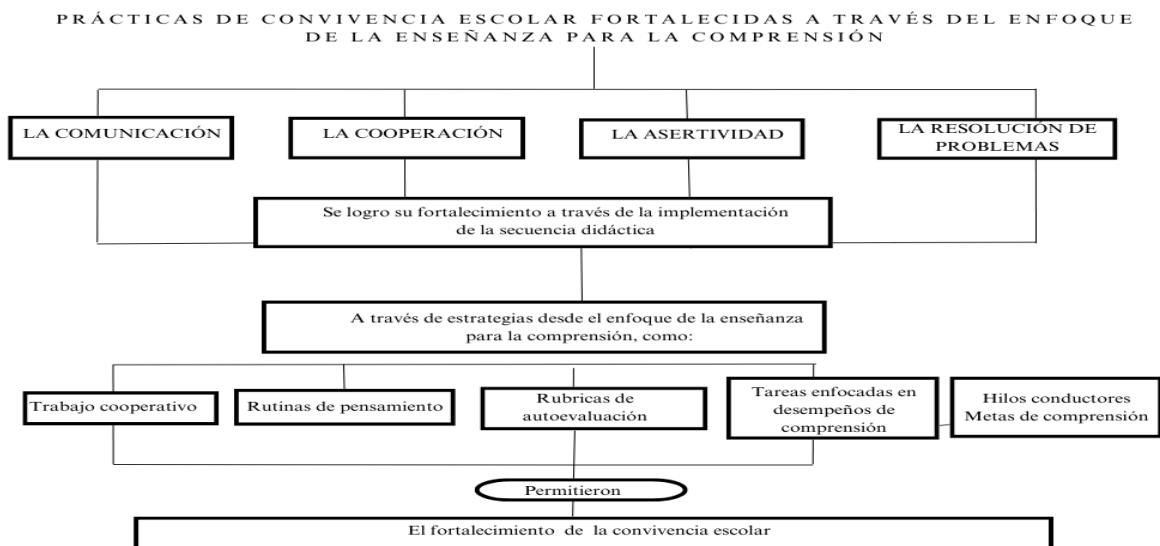 PRÁCTICAS DE CONVIVENCIA ESCOLAR FORTALECIDAS A TRAVÉS DEL ENFOQUE
DE LA ENSEÑANZA PARA LA COMPRENSIÓN
LA COMUNICACIÓN
LA COOPERACIÓN
LA ASERTIVIDAD
LA RESOLUCIÓN DE
PROBLEMAS
Se logro su fortalecimiento a través de la implementación
de la secuencia didáctica
A través de estrategias desde el enfoque de la enseñanza
para la comprensión, como:
Trabajo cooperativo
Rutinas de pensamiento
Rubricas de
autoevaluación
Tareas enfocadas en
desempeños de
comprensión
Hilos conductores
Metas de comprensión
Permitieron
El fortalecimiento de la convivencia escolar